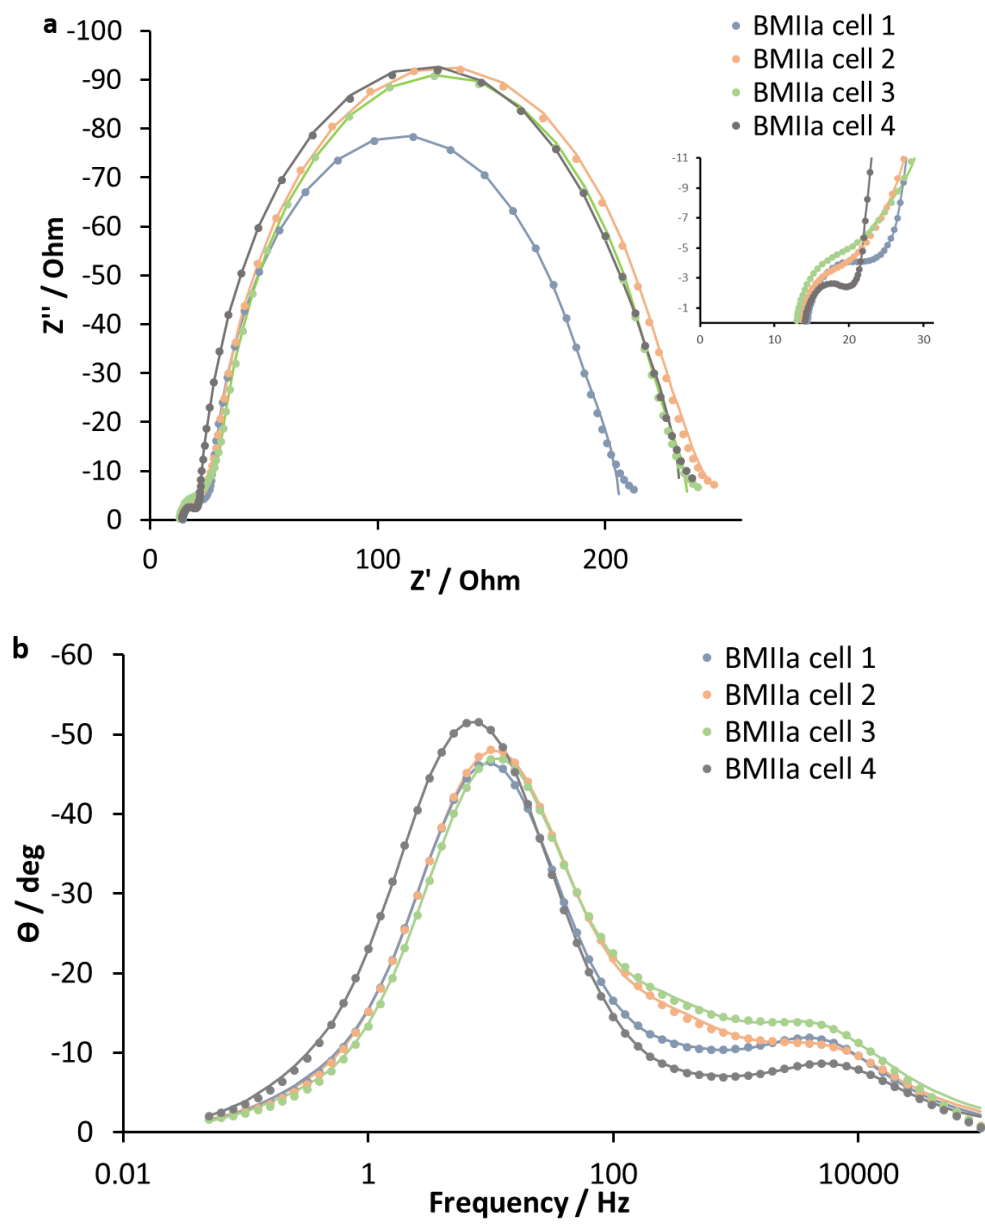 a
-100
-90
-80
-70
-60
-50
-40
-30
-20
-10
0
Z'' / Ohm
0
100
200
Z' / Ohm
BMIIa cell 1
BMIIa cell 2
BMIIa cell 3
BMIIa cell 4
-11
-9
-7
-5
-3
-1
0
10
20
30
b
-60
-50
-40
-30
-20
-10
0
ϴ / deg
0.01
1
100
10000
Frequency / Hz
BMIIa cell 1
BMIIa cell 2
BMIIa cell 3
BMIIa cell 4